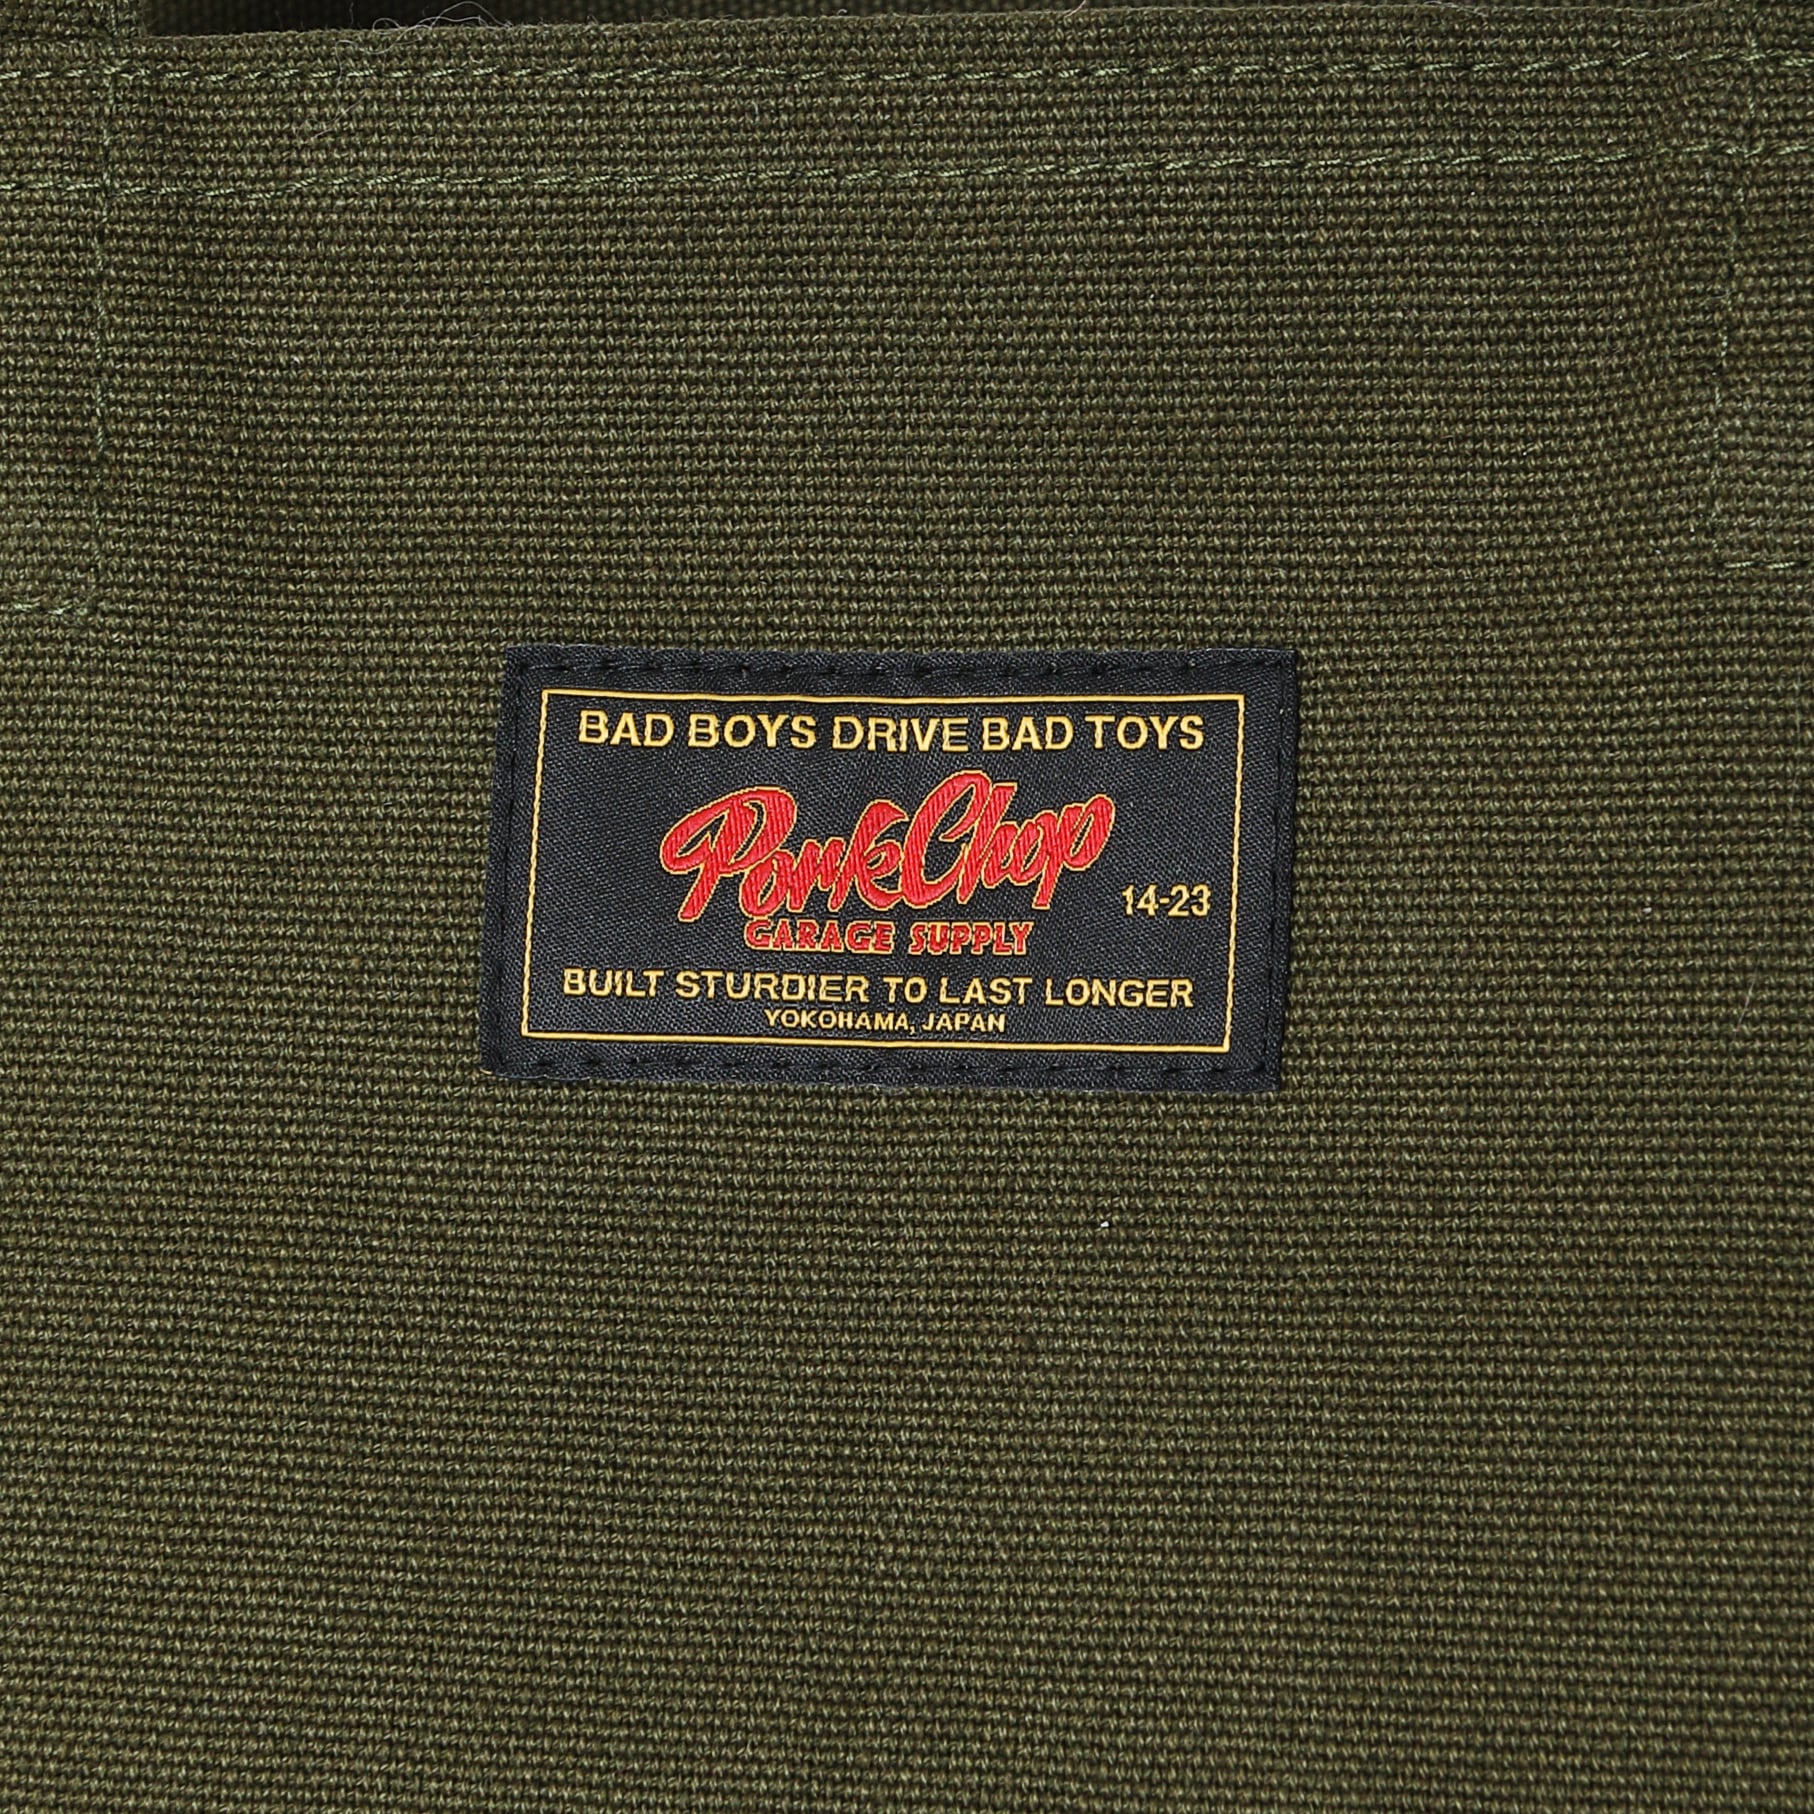 BAD BOYS DRIVE BAD TOYS
PorkChop
14-23
GARAGE SUPPLY
BUILT STURDIER TO LAST LONGER
YOKOHAMA, JAPAN